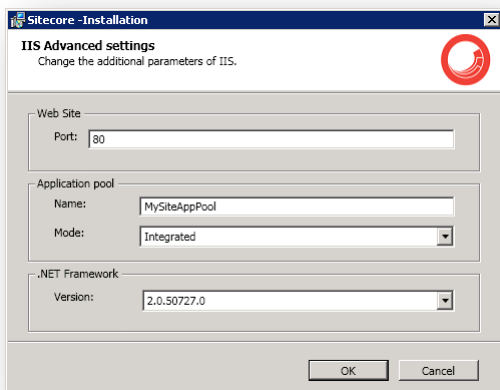 Sitecore -Installation
IIS Advanced settings
Change the additional parameters of IIS.
Web Site
Port: 80
Application pool
Name: MySiteAppPool
Mode: Integrated
.NET Framework
Version: 2.0.50727.0
OK Cancel